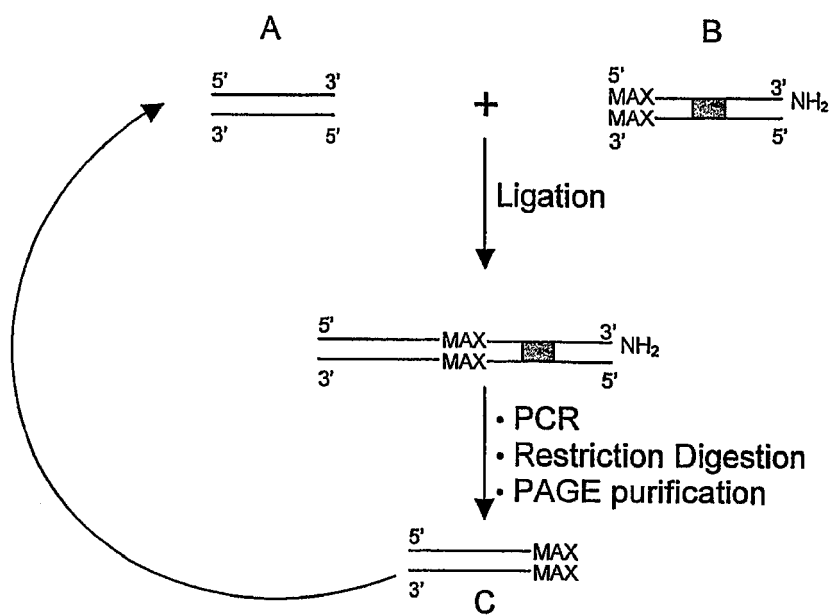 A
B
5' 3'
3' 5'
+
5'
MAX 3' NH₂
MAX
3' 5'
Ligation
5' MAX 3' NH₂
3' MAX 5'
• PCR
• Restriction Digestion
• PAGE purification
5' MAX
3' MAX
C